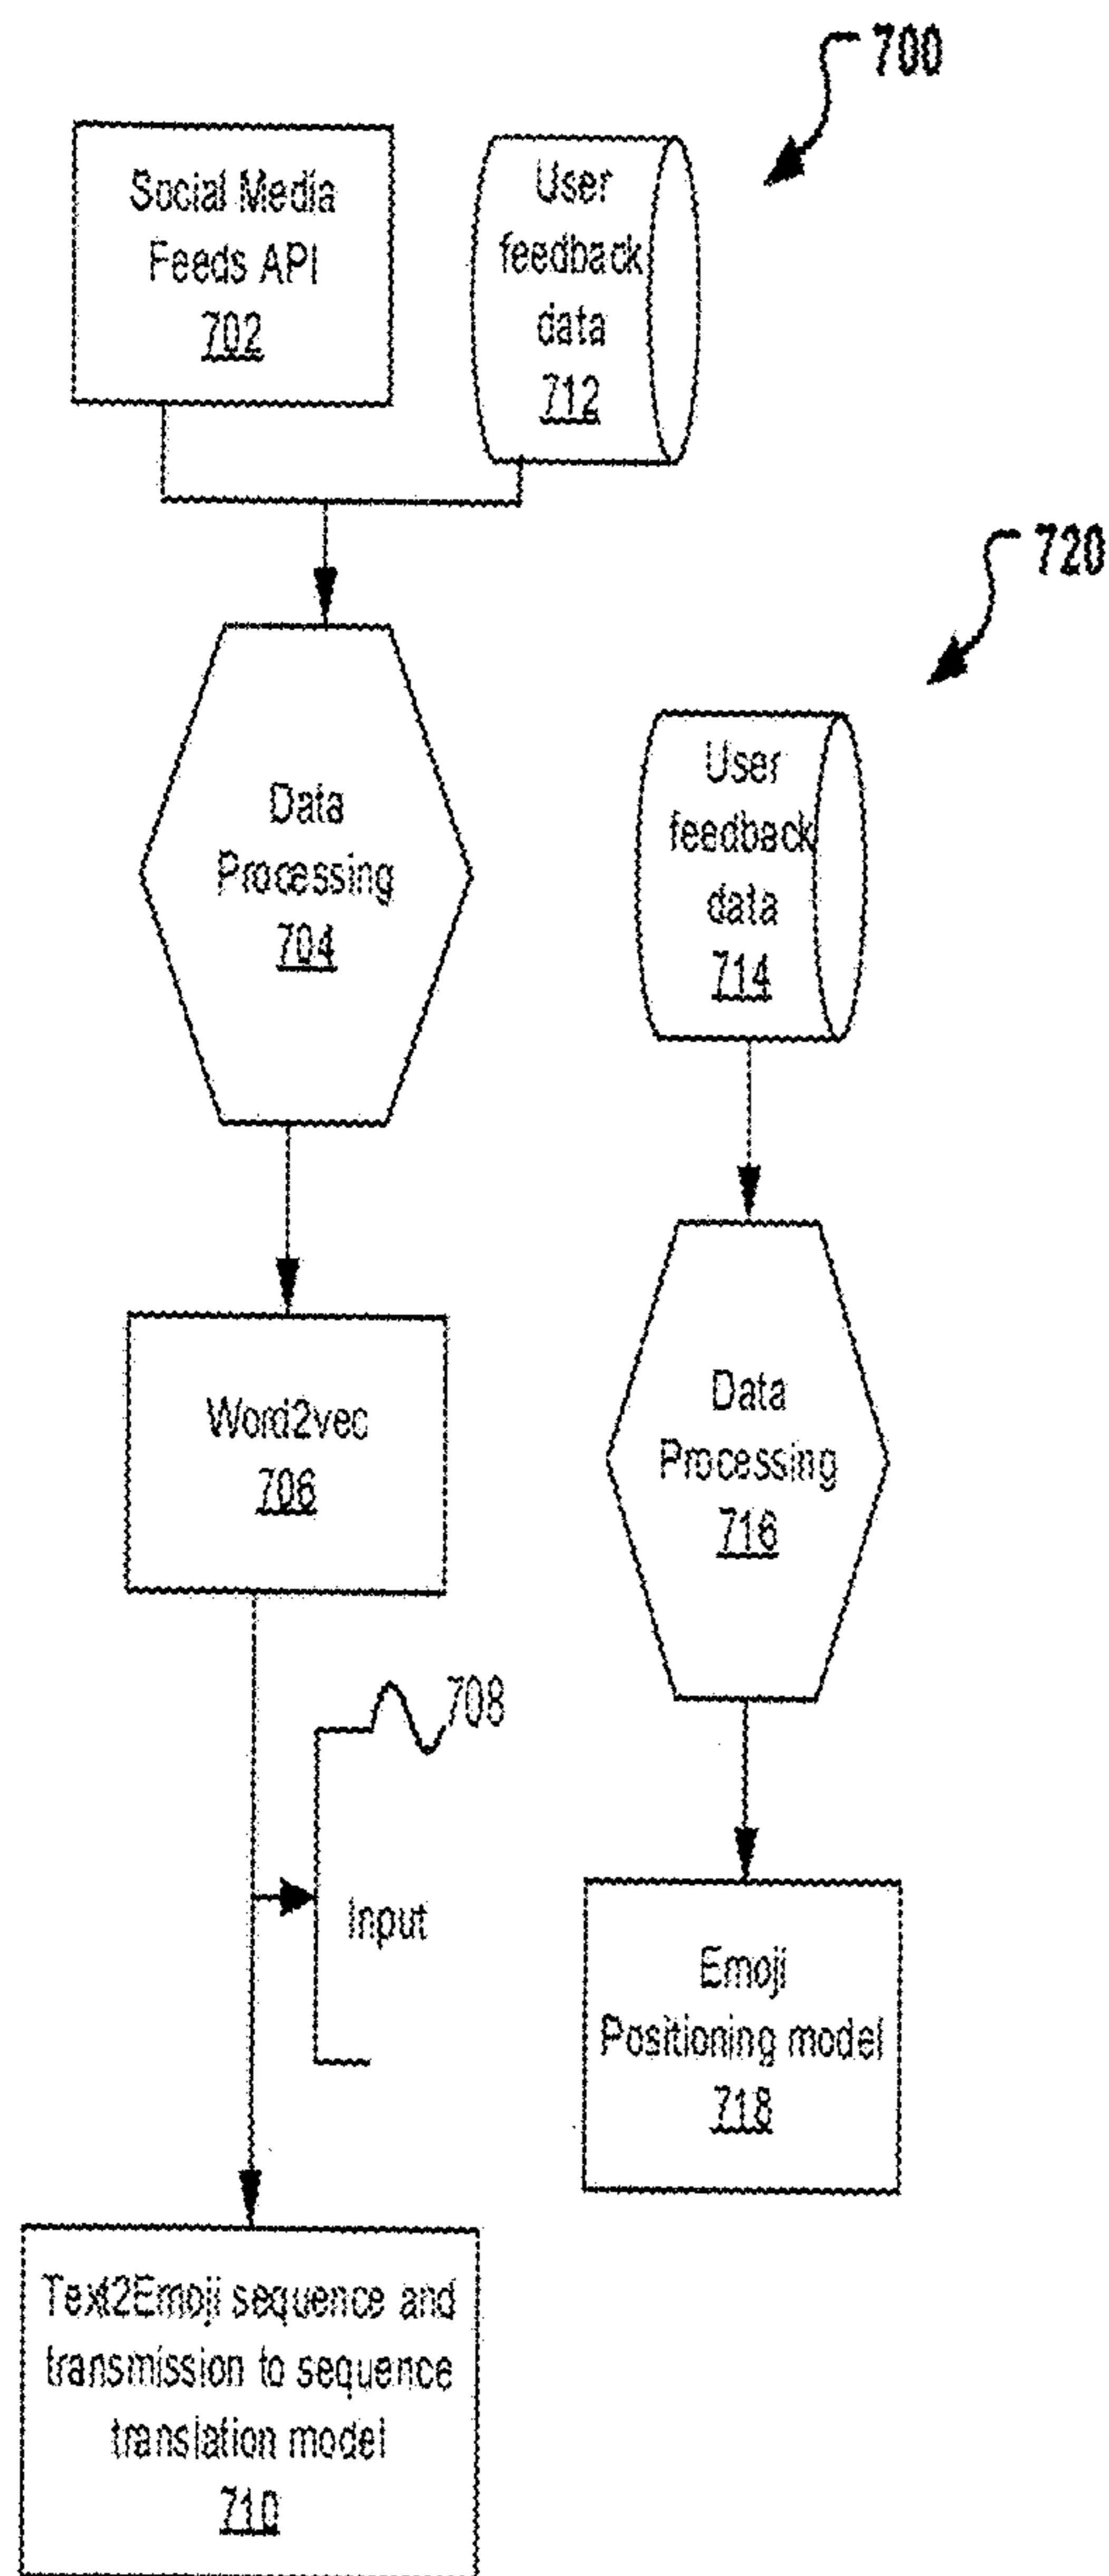 700
Social Media
Feeds API
702
User
feedback
data
712
720
Data
Processing
704
User
feedback
data
714
Word2vec
706
Data
Processing
716
708
Input
Emoji
Positioning model
718
Text2Emoji sequence and
transmission to sequence
translation model
710